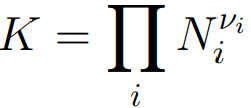 K = ∏_i N_i^{ν_i}